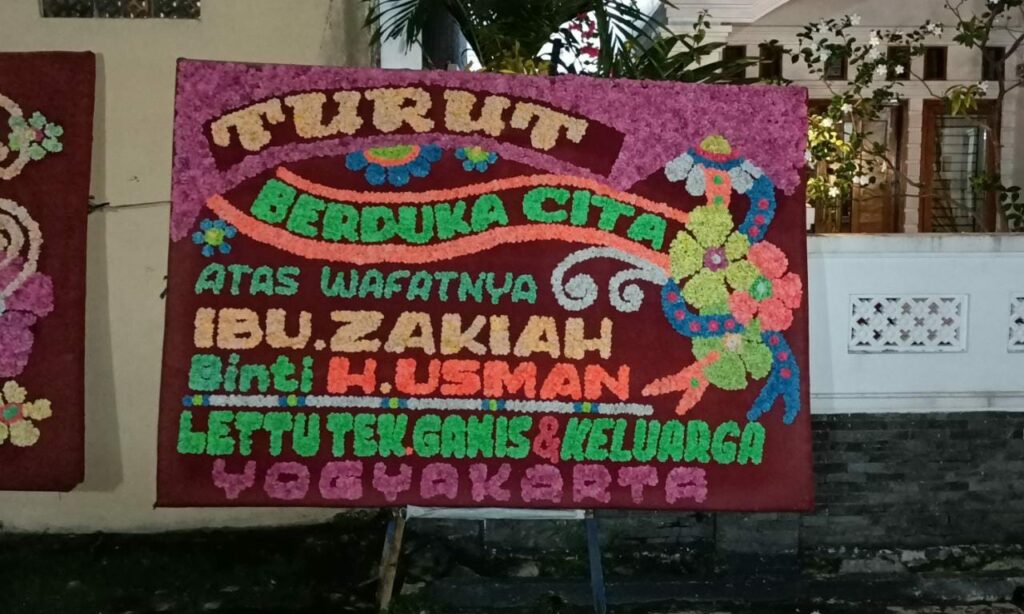 TURUT
BERDUKA CITA
ATAS WAFATNYA
IBU.ZAKIAH
Binti H.USMAN
LETTU TEK.GANIS & KELUARGA
YOGYAKARTA